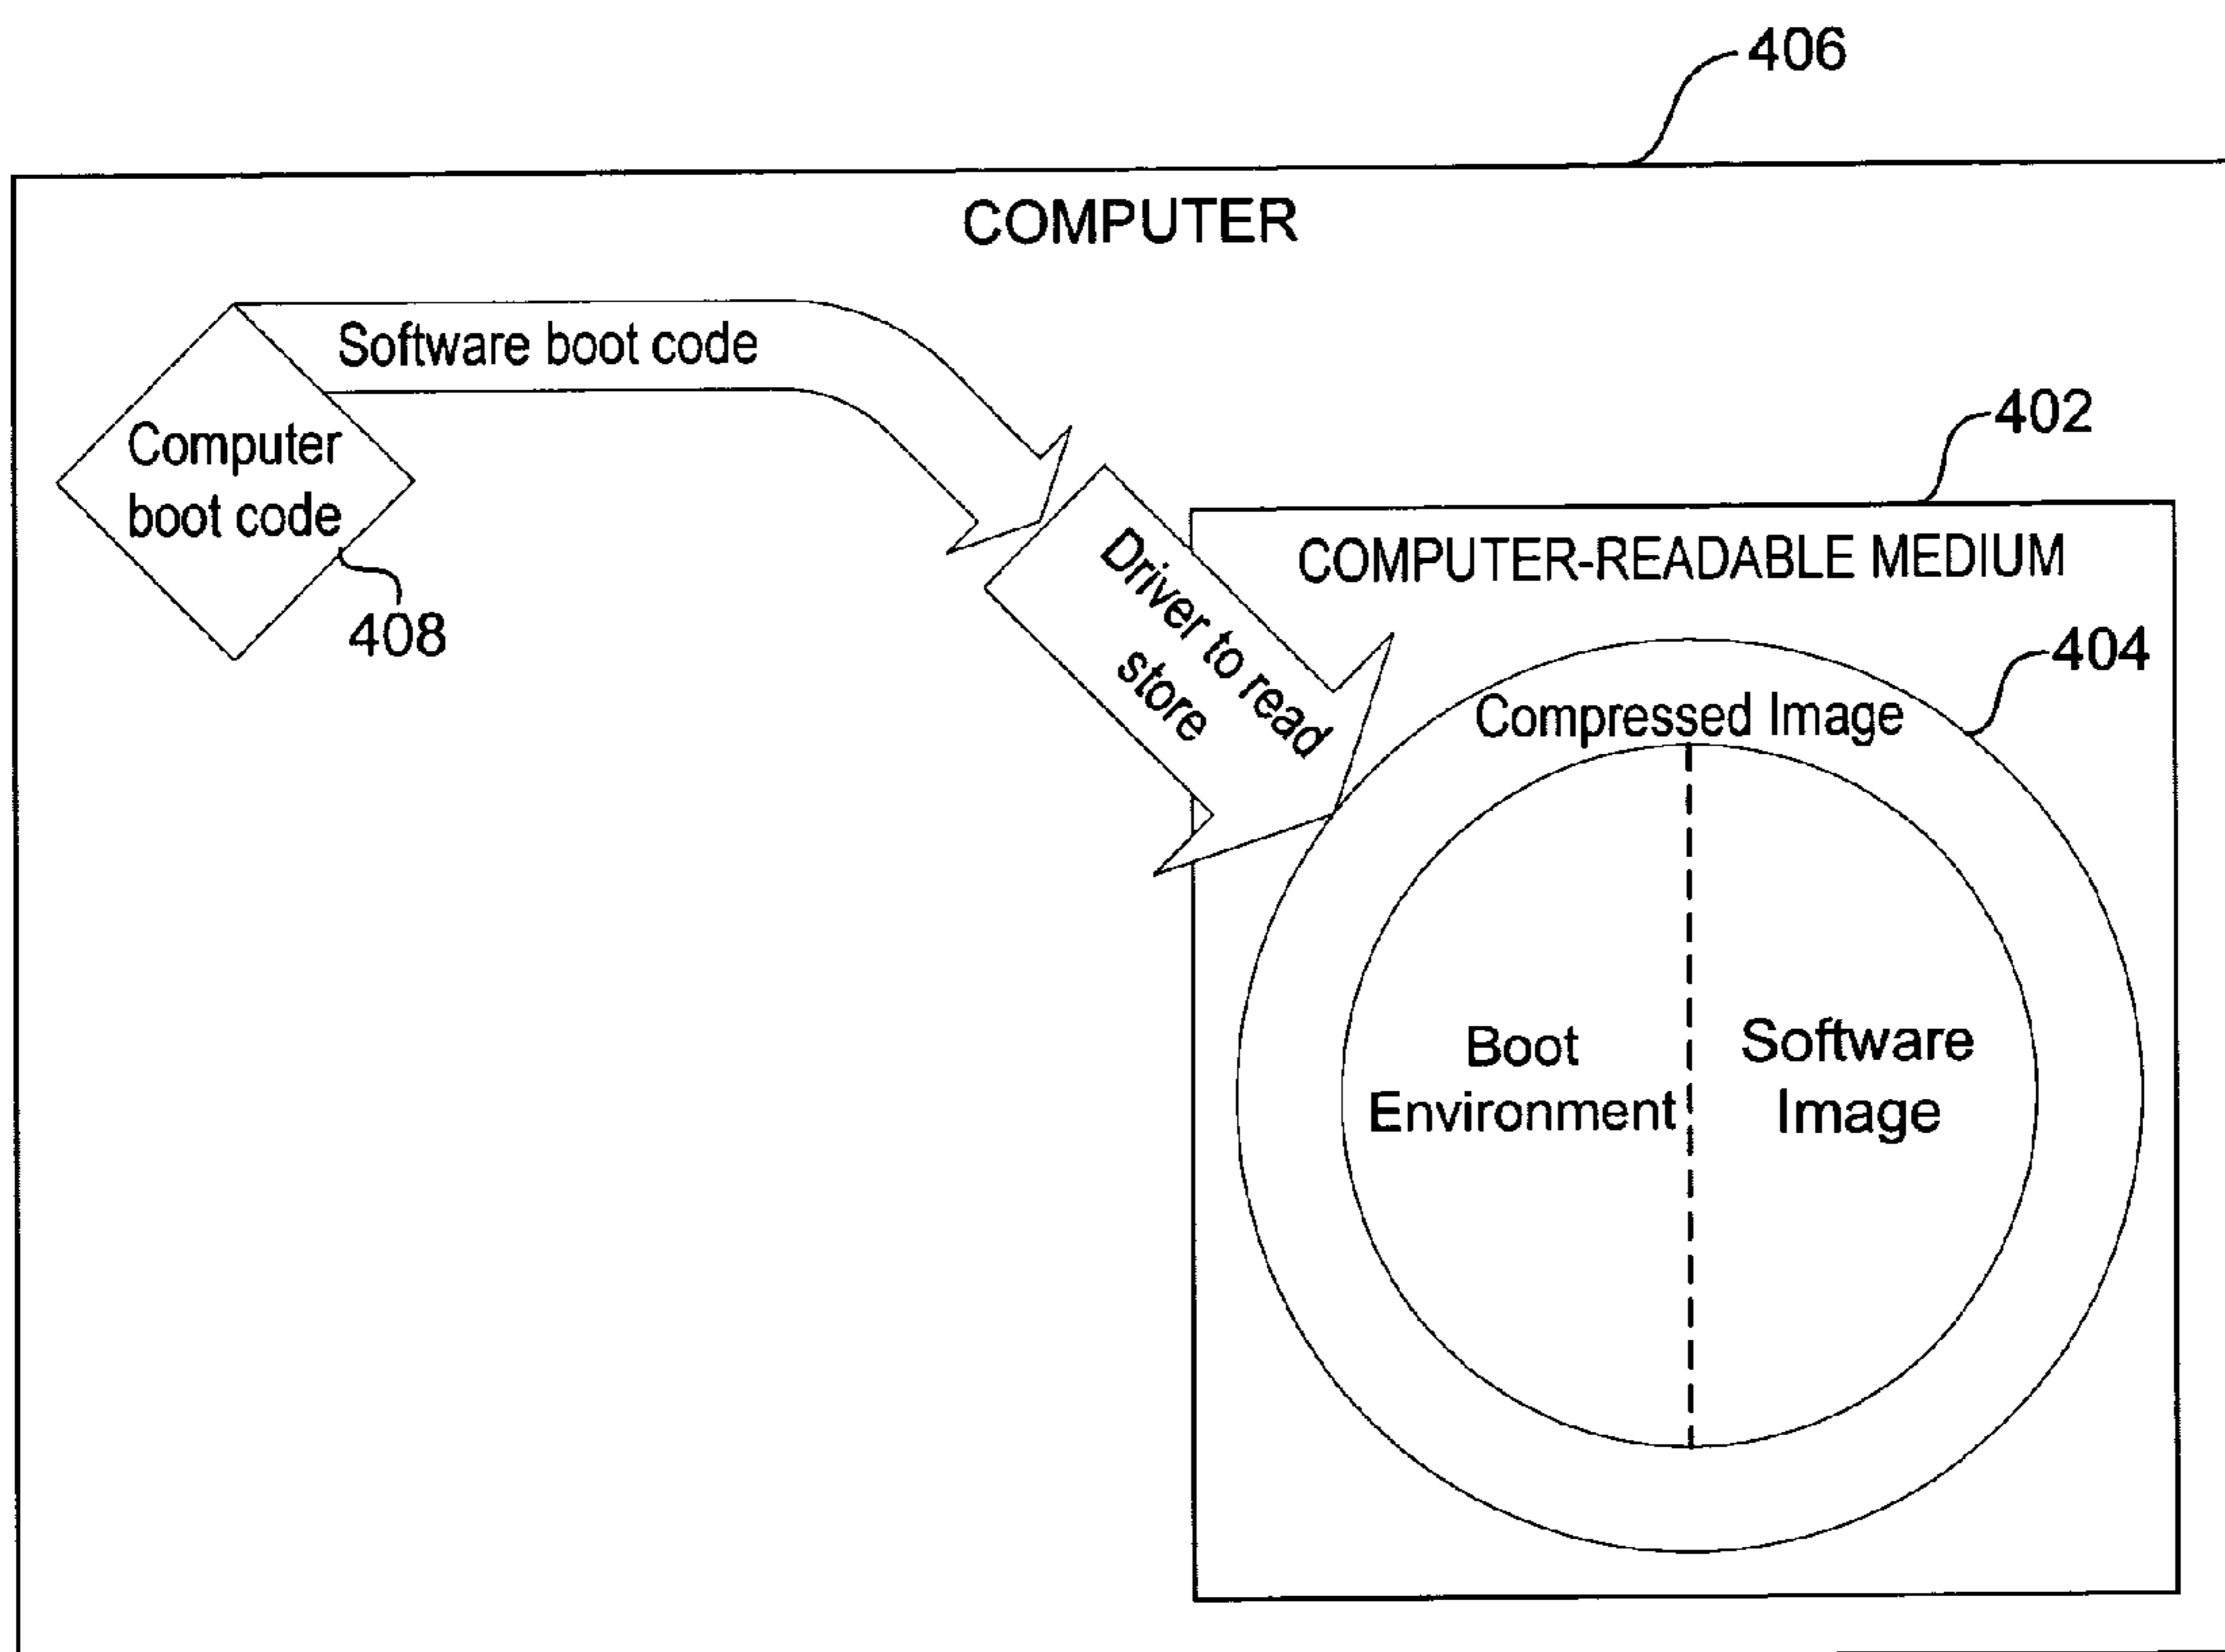 406
COMPUTER
Software boot code
Computer
boot code
408
402
COMPUTER-READABLE MEDIUM
Driver to read
store
404
Compressed Image
Boot
Environment
Software
Image